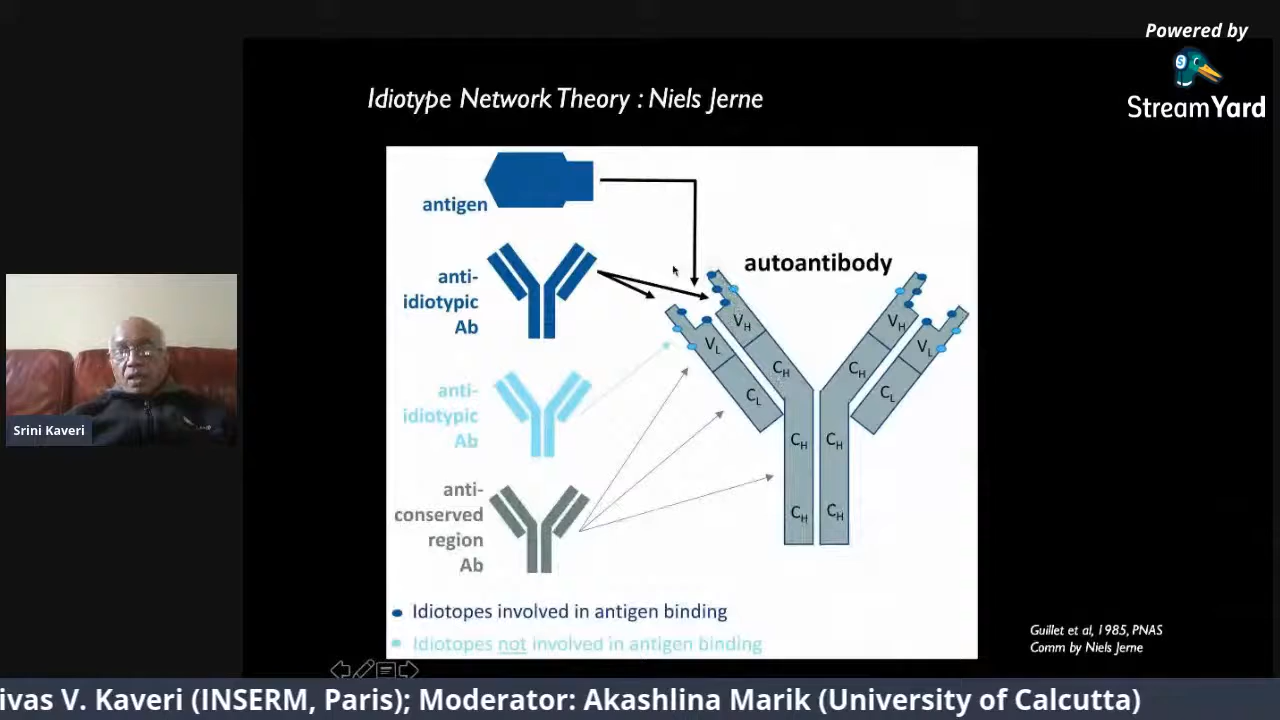 Powered by
StreamYard
Idiotype Network Theory : Niels Jerne
antigen
anti-
idiotypic
Ab
anti-
idiotypic
Ab
anti-
conserved
region
Ab
autoantibody
VH
VH
VL
VL
CH
CH
CL
CL
CH
CH
CH
CH
Idiotopes involved in antigen binding
Idiotopes not involved in antigen binding
Guillet et al, 1985, PNAS
Comm by Niels Jerne
Srini Kaveri
ivas V. Kaveri (INSERM, Paris); Moderator: Akashlina Marik (University of Calcutta)